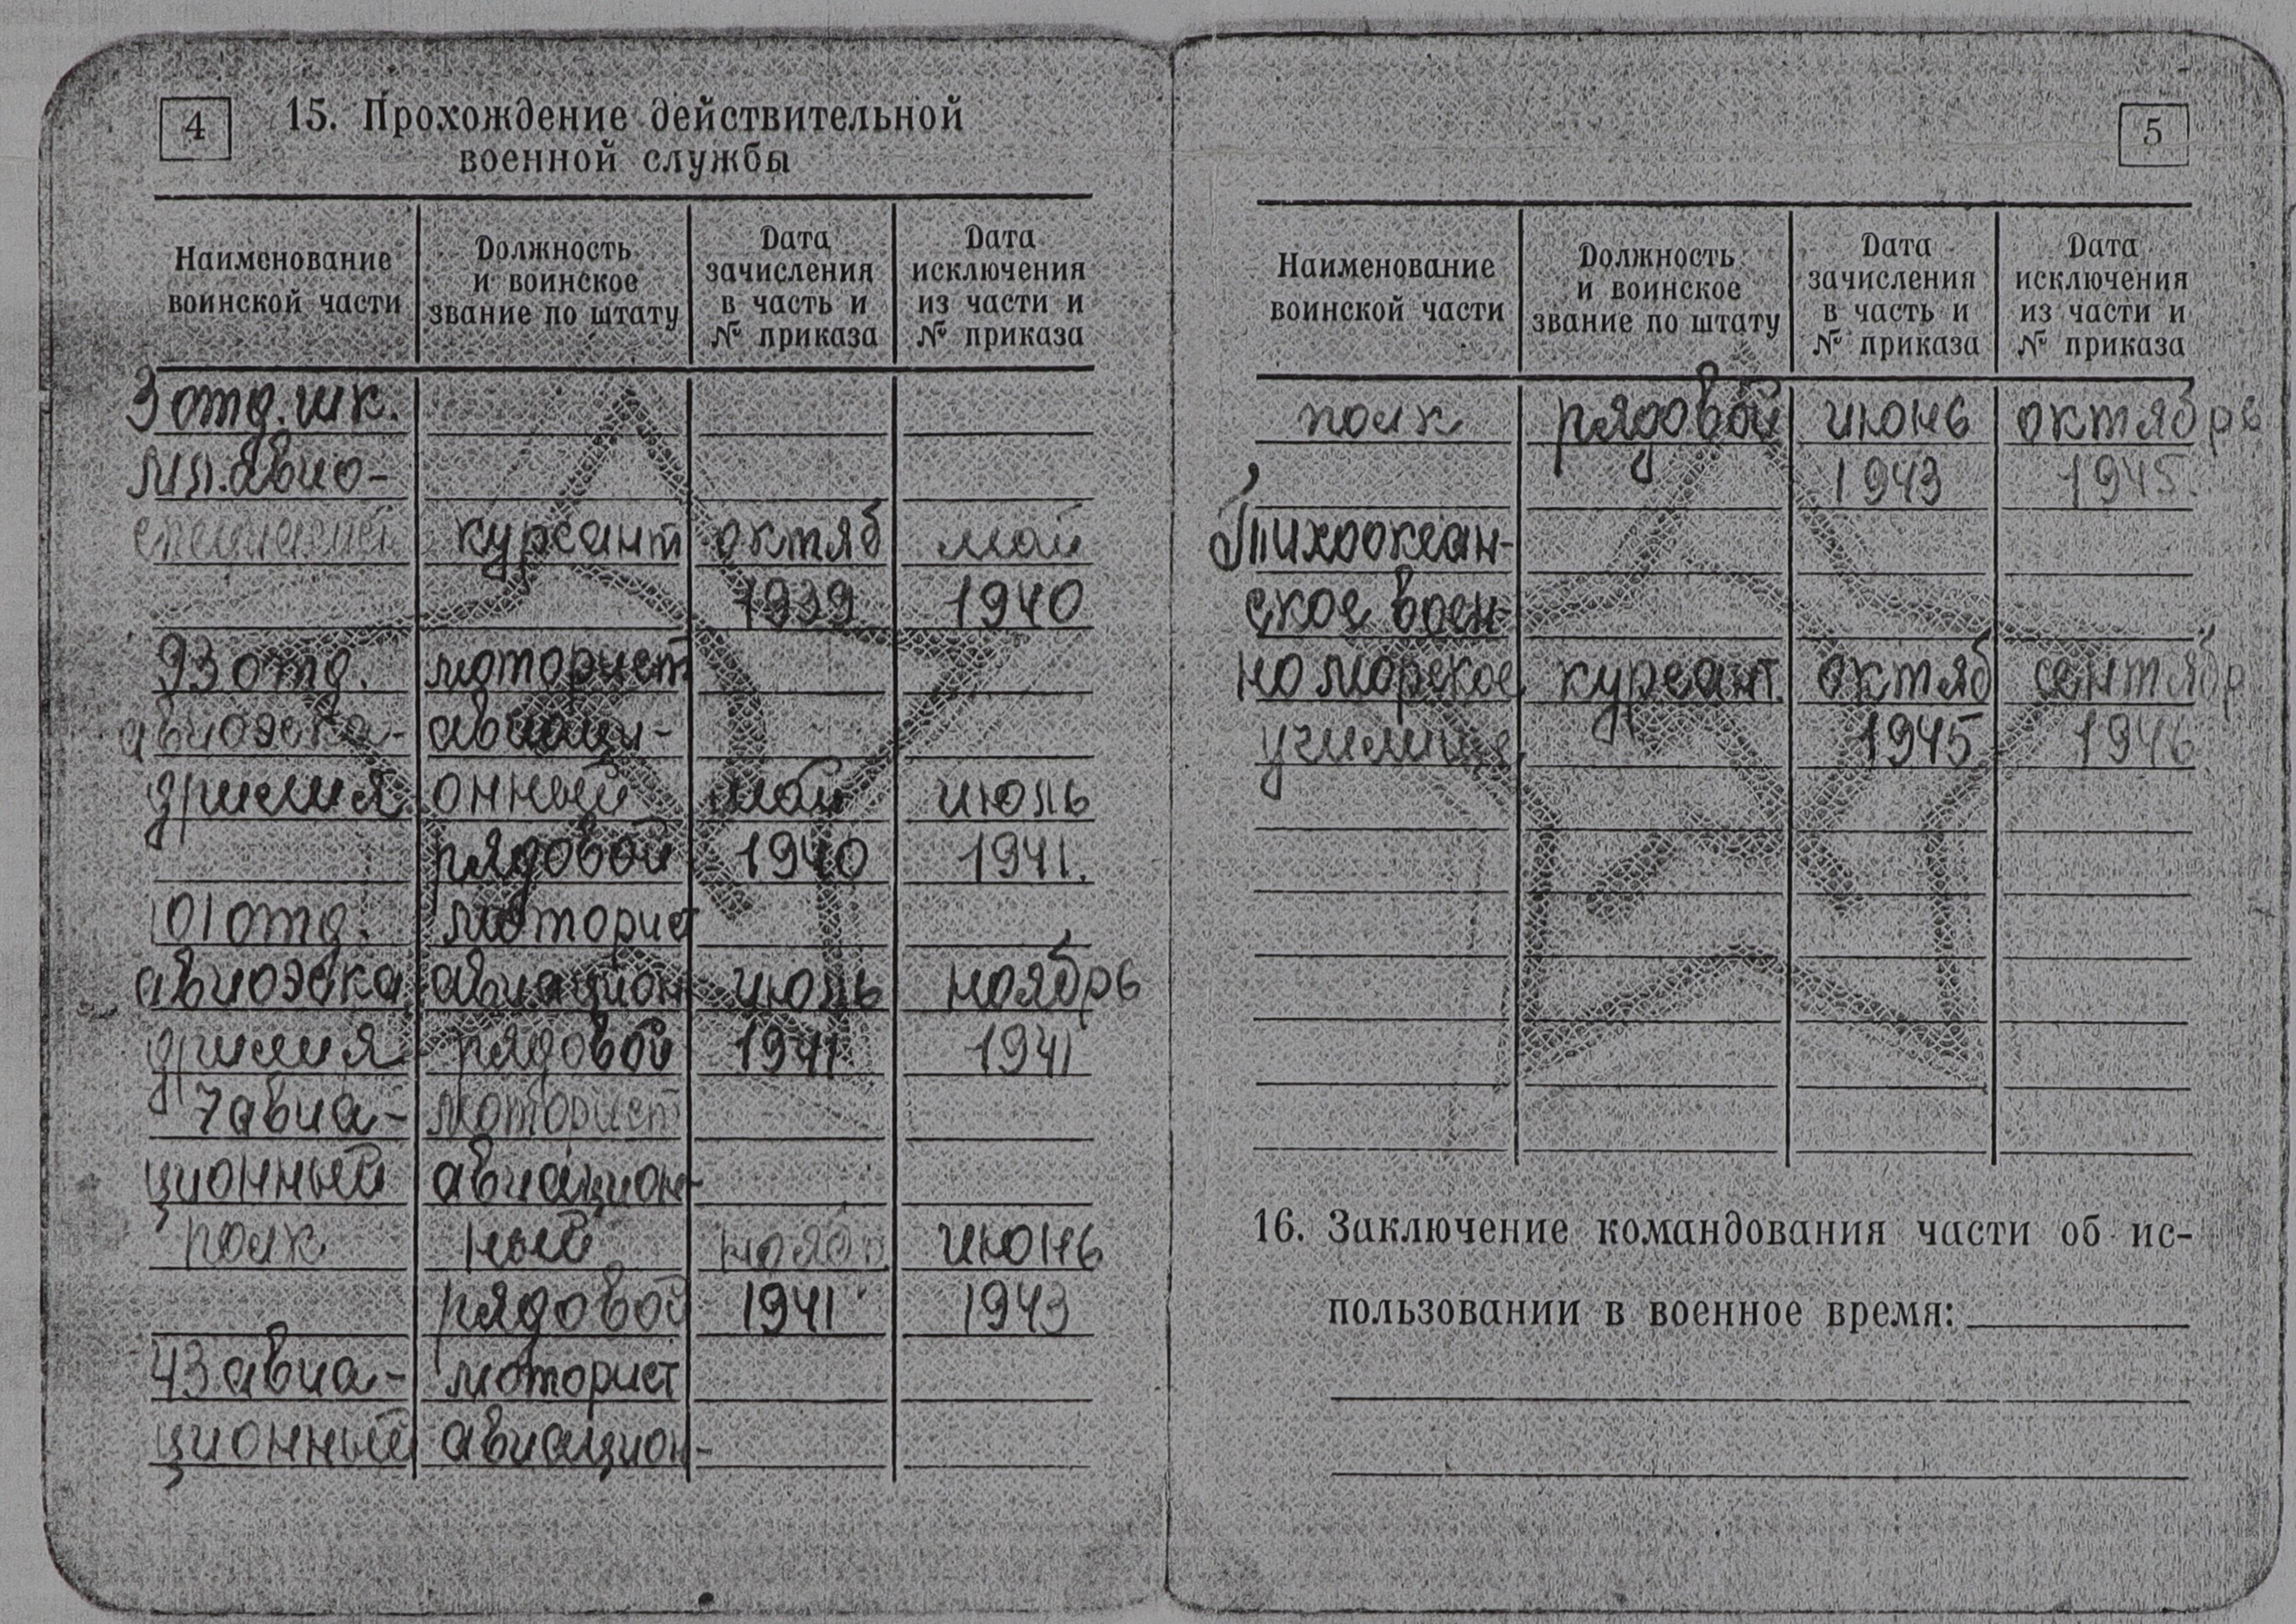 4
15. Прохождение действительной
военной службы
Наименование
воинской части
Должность
и воинское
звание по штату
Дата
зачисления
в часть и
№ приказа
Дата
исключения
из части и
№ приказа
3 отд. шк.
мл. авио-
специалист курсант октяб май
1939 1940
93 отд. моторист
авиоэска- авиаци-
дрилия онный май июль
рядовой 1940 1941.
101 отд. моторист
авиоэска авиацион июль ноябрь
дрилия рядовой 1941 1941
7 авиа- моторист
ционный авиацион-
полк ный ноябр июнь
рядовой 1941 1943
43 авиа- моторист
ционный авиацион-
5
Наименование
воинской части
Должность
и воинское
звание по штату
Дата
зачисления
в часть и
№ приказа
Дата
исключения
из части и
№ приказа
полк рядовой июнь октябрь
1943 1945.
Тихоокеан-
ское воен-
но морское курсант. октяб сентябр
училище 1945 1946
16. Заключение командования части об ис-
пользовании в военное время: